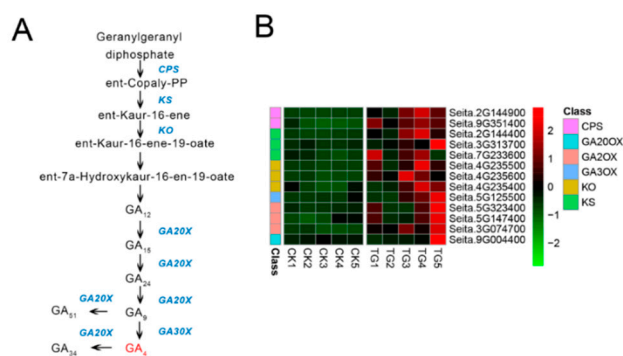 A
Geranylgeranyl
diphosphate
CPS
ent-Copaly-PP
KS
ent-Kaur-16-ene
KO
ent-Kaur-16-ene-19-oate
ent-7a-Hydroxykaur-16-en-19-oate
GA12
GA20X
GA15
GA20X
GA24
GA20X GA20X
GA51 GA9
GA20X GA30X
GA34 GA4
B
Seita.2G144900
Seita.9G351400
Seita.2G144400
Seita.3G313700
Seita.7G233600
Seita.4G235500
Seita.4G235600
Seita.4G235400
Seita.5G125500
Seita.5G323400
Seita.5G147400
Seita.3G074700
Seita.9G004400
Class
CK1
CK2
CK3
CK4
CK5
TG1
TG2
TG3
TG4
TG5
2
1
0
−1
−2
Class
CPS
GA20OX
GA2OX
GA3OX
KO
KS